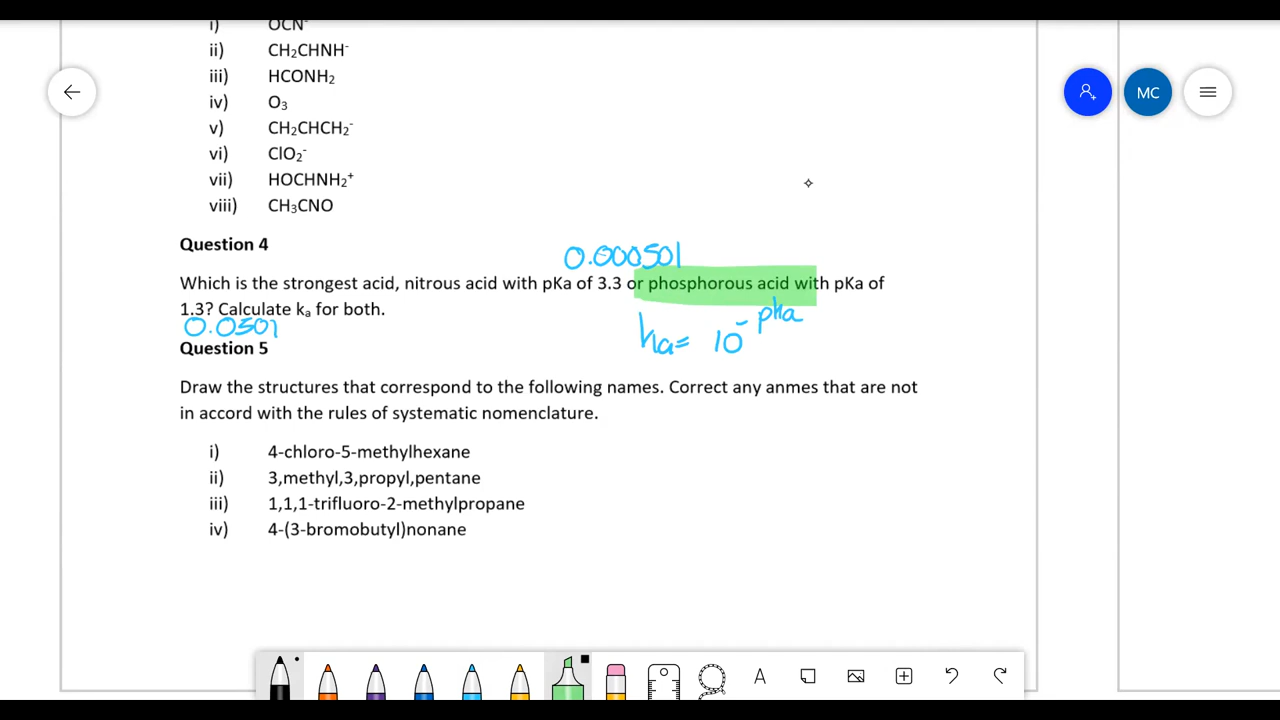 i) OCN⁻
ii) CH₂CHNH⁻
iii) HCONH₂
iv) O₃
v) CH₂CHCH₂⁻
vi) ClO₂⁻
vii) HOCHNH₂⁺
viii) CH₃CNO
MC
Question 4
0.000501
Which is the strongest acid, nitrous acid with pKa of 3.3 or phosphorous acid with pKa of
1.3? Calculate kₐ for both.
0.0501
ka= 10^-pka
Question 5
Draw the structures that correspond to the following names. Correct any anmes that are not
in accord with the rules of systematic nomenclature.
i) 4-chloro-5-methylhexane
ii) 3,methyl,3,propyl,pentane
iii) 1,1,1-trifluoro-2-methylpropane
iv) 4-(3-bromobutyl)nonane
A